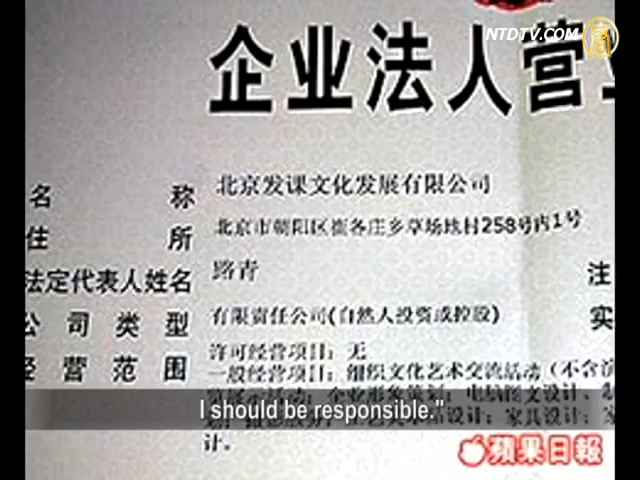 NTDTV.COM
企业法人营
名 称 北京发课文化发展有限公司
住 所 北京市朝阳区崔各庄乡草场地村258号内1号
法定代表人姓名 路青 注
公 司 类 型 有限责任公司(自然人投资或控股) 实
经 营 范 围 许可经营项目：无
一般经营项目：组织文化艺术交流活动（不含演
I should be responsible."
计.
蘋果日報